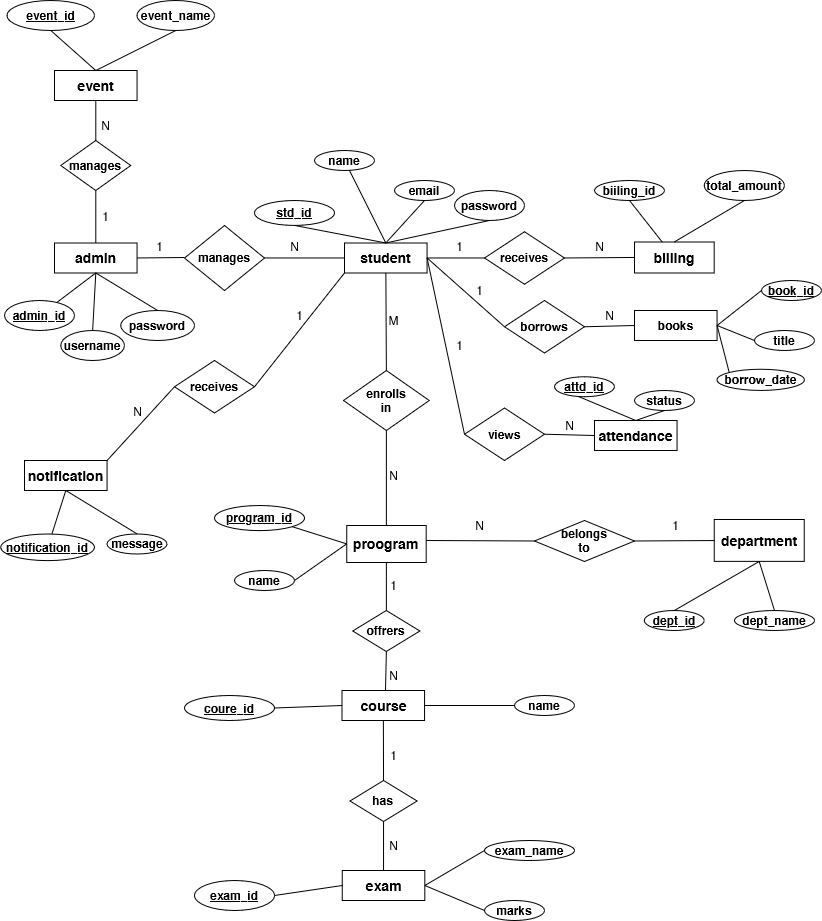 event_id
event_name
event
N
manages
1
name
email
password
std_id
biiling_id
total_amount
admin
1
manages
N
student
1
receives
N
billing
admin_id
username
password
1
M
1
borrows
N
books
book_id
title
borrow_date
1
receives
N
enrolls
in
attd_id
status
views
N
attendance
notification
N
notification_id
message
program_id
name
proogram
N
belongs
to
1
department
dept_id
dept_name
1
offrers
N
coure_id
course
name
1
has
N
exam_id
exam
exam_name
marks